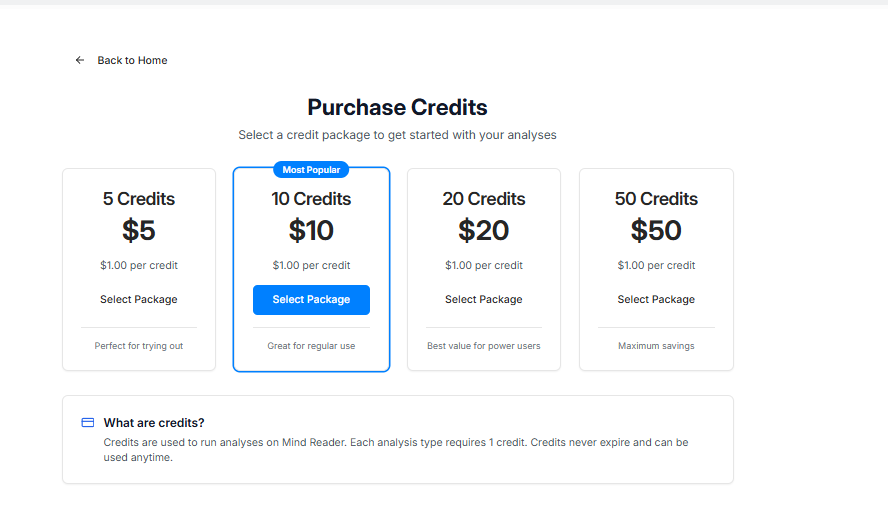 Back to Home
Purchase Credits
Select a credit package to get started with your analyses
5 Credits
$5
$1.00 per credit
Select Package
Perfect for trying out
Most Popular
10 Credits
$10
$1.00 per credit
Select Package
Great for regular use
20 Credits
$20
$1.00 per credit
Select Package
Best value for power users
50 Credits
$50
$1.00 per credit
Select Package
Maximum savings
What are credits?
Credits are used to run analyses on Mind Reader. Each analysis type requires 1 credit. Credits never expire and can be
used anytime.